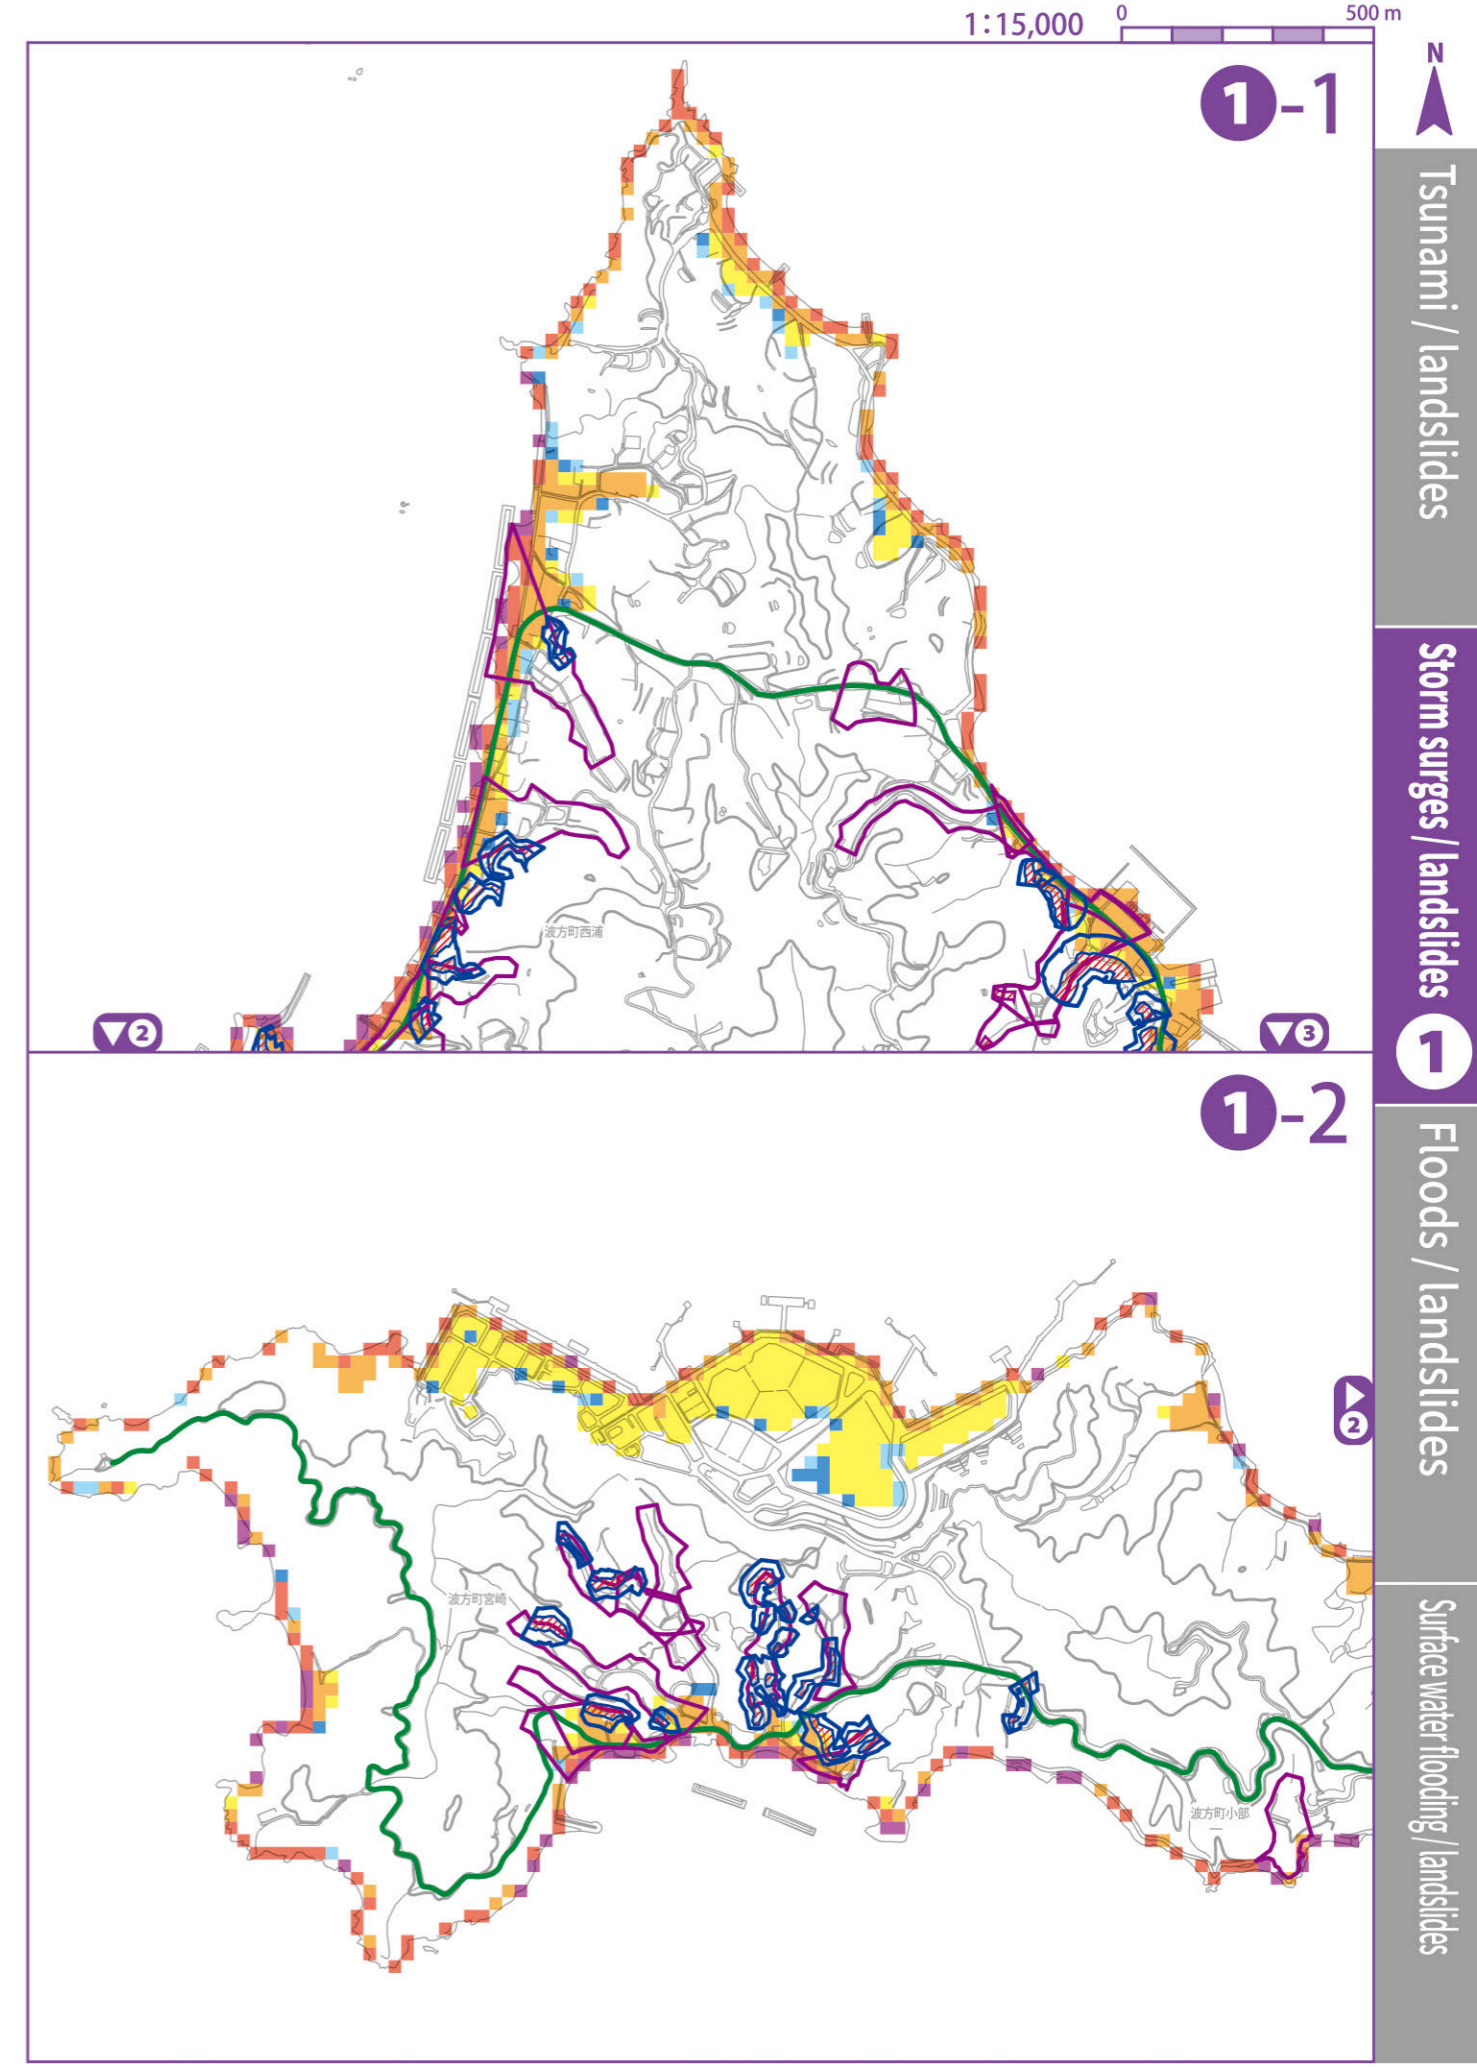 1:15,000
0
500 m
N
1-1
Tsunami / landslides
波方町西浦
▼2
▼3
Storm surges / landslides 1
1-2
Floods / landslides
▶
2
波方町宮崎
波方町小部
Surface water flooding / landslides